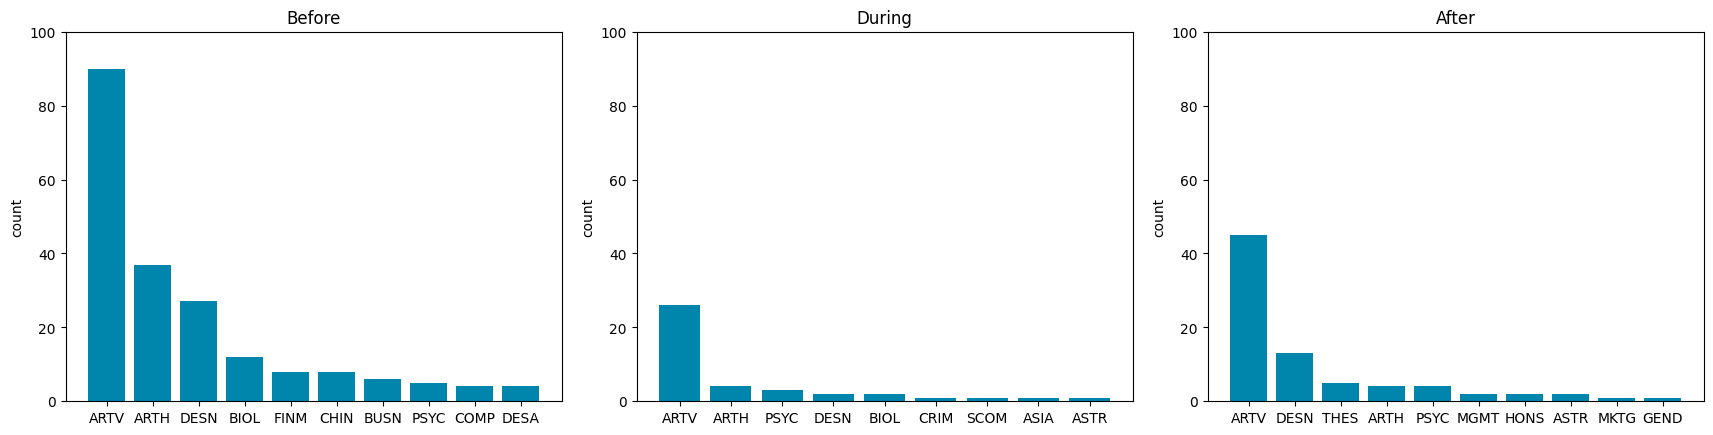 Before
During
After
100
80
60
40
20
0
count
ARTV ARTH DESN BIOL FINM CHIN BUSN PSYC COMP DESA
100
80
60
40
20
0
count
ARTV ARTH PSYC DESN BIOL CRIM SCOM ASIA ASTR
100
80
60
40
20
0
count
ARTV DESN THES ARTH PSYC MGMT HONS ASTR MKTG GEND